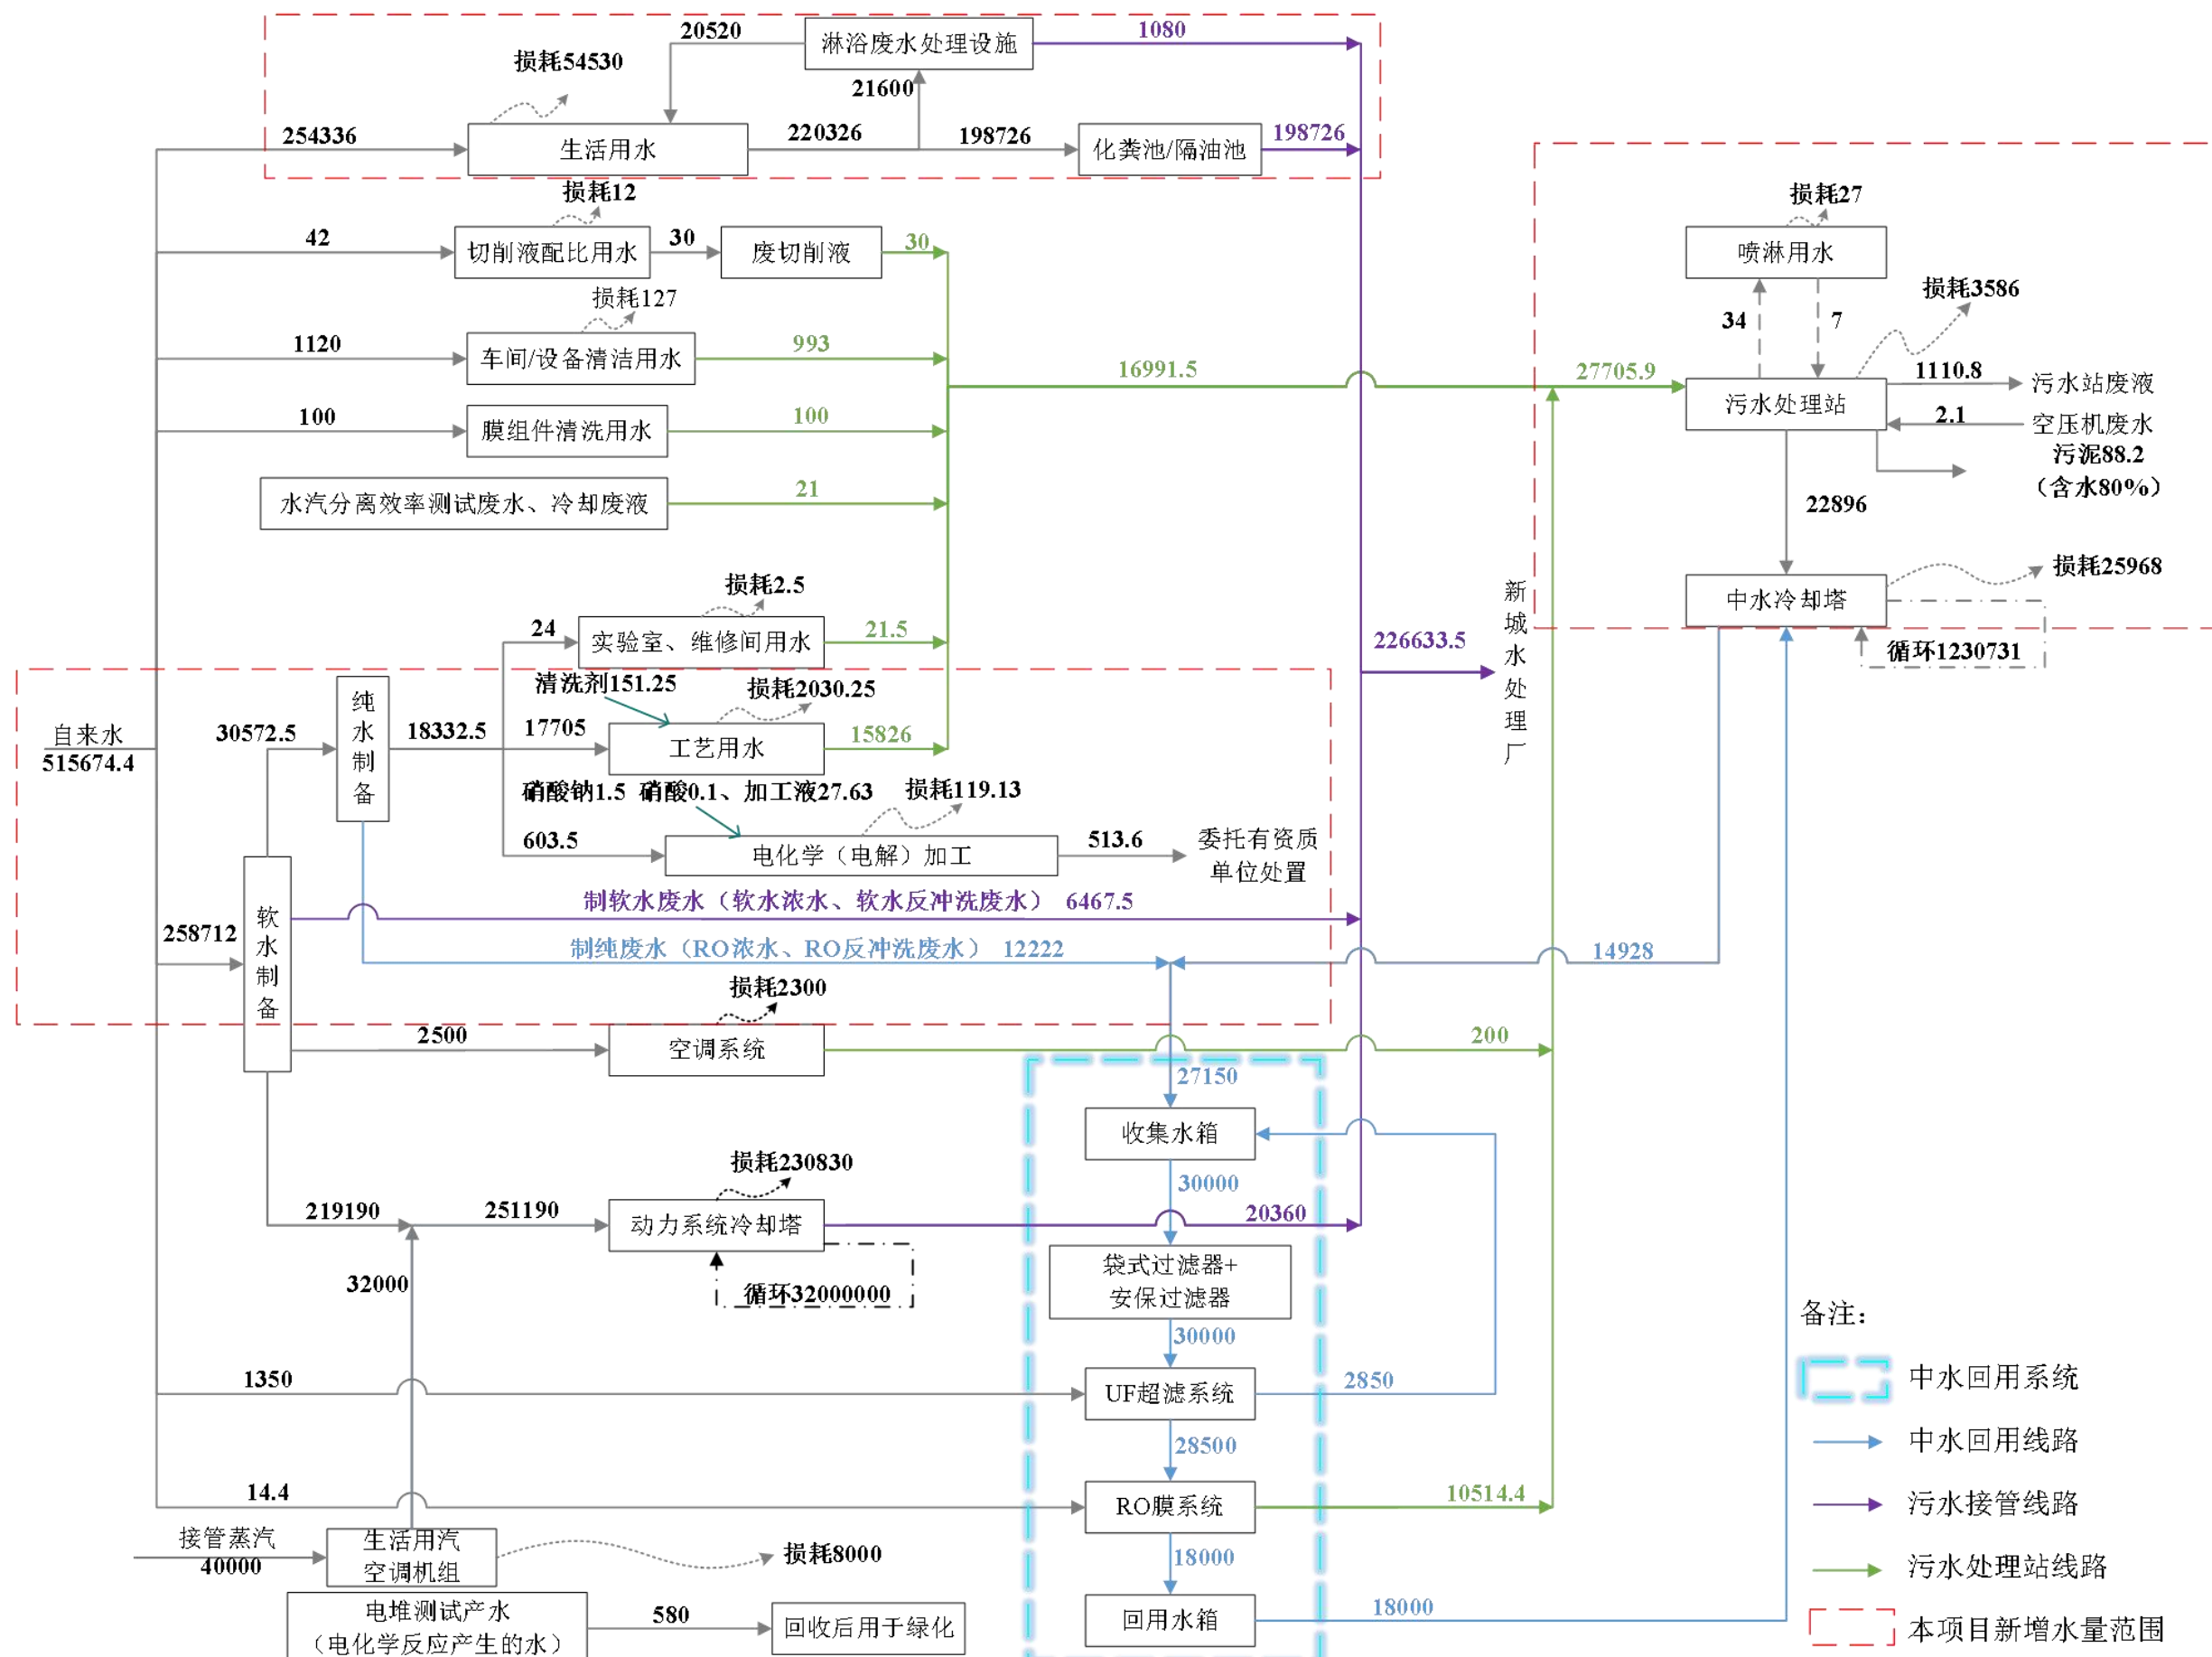 20520
淋浴废水处理设施
1080
损耗54530
21600
254336
生活用水
220326
198726
化粪池/隔油池
198726
损耗12
42
切削液配比用水
30
废切削液
30
损耗127
1120
车间/设备清洁用水
993
100
膜组件清洗用水
100
水汽分离效率测试废水、冷却废液
21
16991.5
27705.9
损耗27
喷淋用水
34
7
损耗3586
污水处理站
1110.8
污水站废液
2.1
空压机废水
污泥88.2
（含水80%）
22896
中水冷却塔
损耗25968
循环1230731
损耗2.5
24
实验室、维修间用水
21.5
226633.5
新城水处理厂
自来水
515674.4
30572.5
纯水制备
18332.5
清洗剂151.25
损耗2030.25
17705
工艺用水
15826
硝酸钠1.5 硝酸0.1、加工液27.63
损耗119.13
603.5
电化学（电解）加工
513.6
委托有资质
单位处置
258712
软水制备
制软水废水（软水浓水、软水反冲洗废水） 6467.5
制纯废水（RO浓水、RO反冲洗废水） 12222
14928
损耗2300
2500
空调系统
200
27150
收集水箱
30000
损耗230830
219190
251190
动力系统冷却塔
20360
32000
循环32000000
袋式过滤器+
安保过滤器
30000
1350
UF超滤系统
2850
28500
14.4
RO膜系统
10514.4
接管蒸汽
40000
生活用汽
空调机组
损耗8000
18000
电堆测试产水
（电化学反应产生的水）
580
回收后用于绿化
回用水箱
18000
备注：
中水回用系统
中水回用线路
污水接管线路
污水处理站线路
本项目新增水量范围